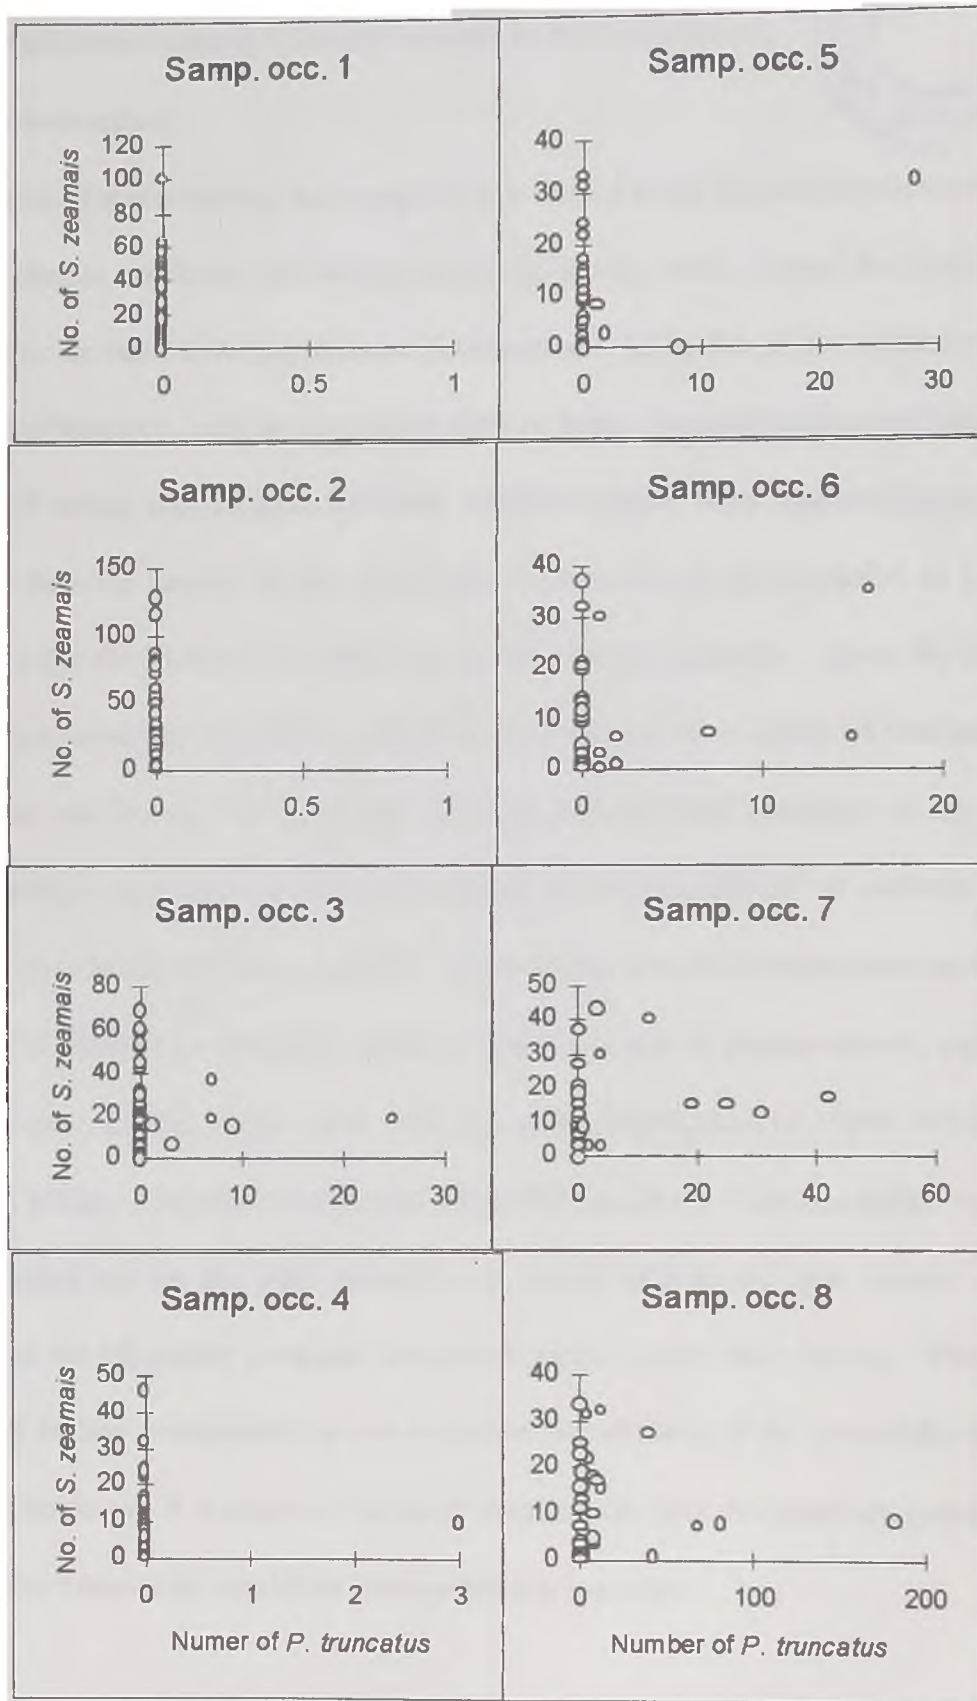 Samp. occ. 1
No. of S. zeamais
120
100
80
60
40
20
0
0 0.5 1
Samp. occ. 5
40
30
20
10
0
0 10 20 30
Samp. occ. 2
No. of S. zeamais
150
100
50
0
0 0.5 1
Samp. occ. 6
40
30
20
10
0
0 10 20
Samp. occ. 3
No. of S. zeamais
80
60
40
20
0
0 10 20 30
Samp. occ. 7
50
40
30
20
10
0
0 20 40 60
Samp. occ. 4
No. of S. zeamais
50
40
30
20
10
0
0 1 2 3
Numer of P. truncatus
Samp. occ. 8
40
30
20
10
0
0 100 200
Number of P. truncatus